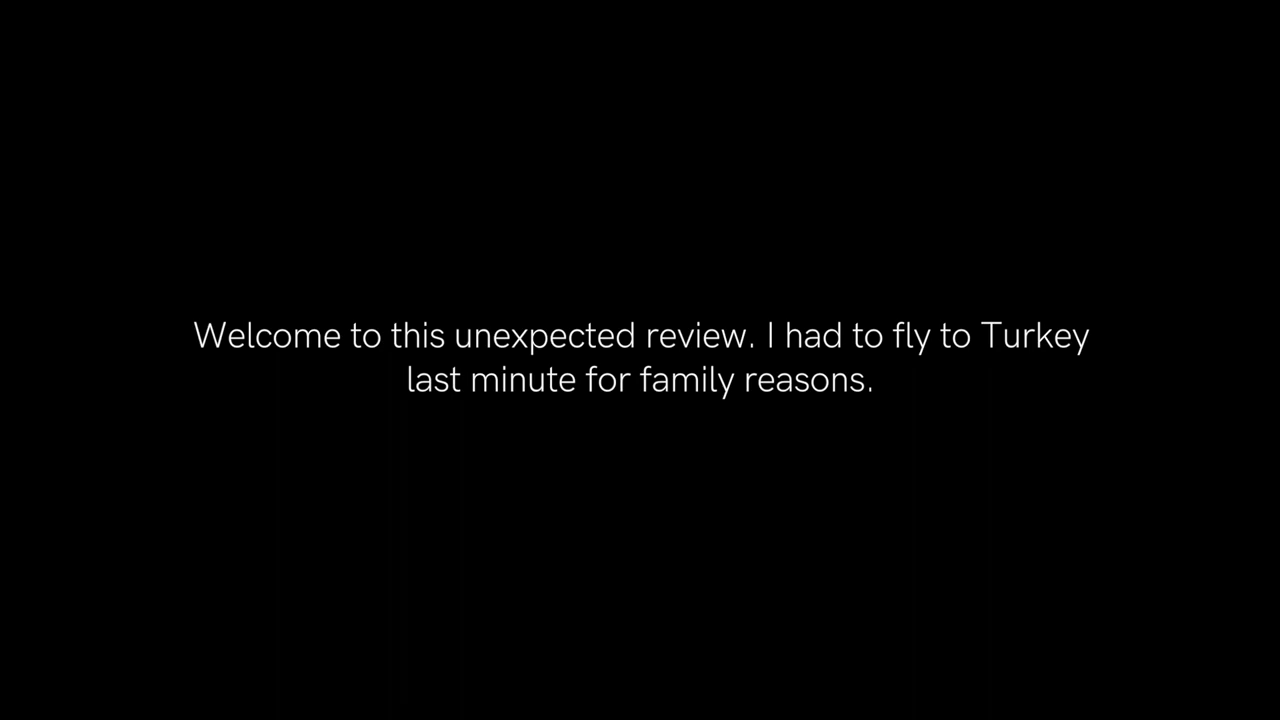 Welcome to this unexpected review. I had to fly to Turkey
last minute for family reasons.